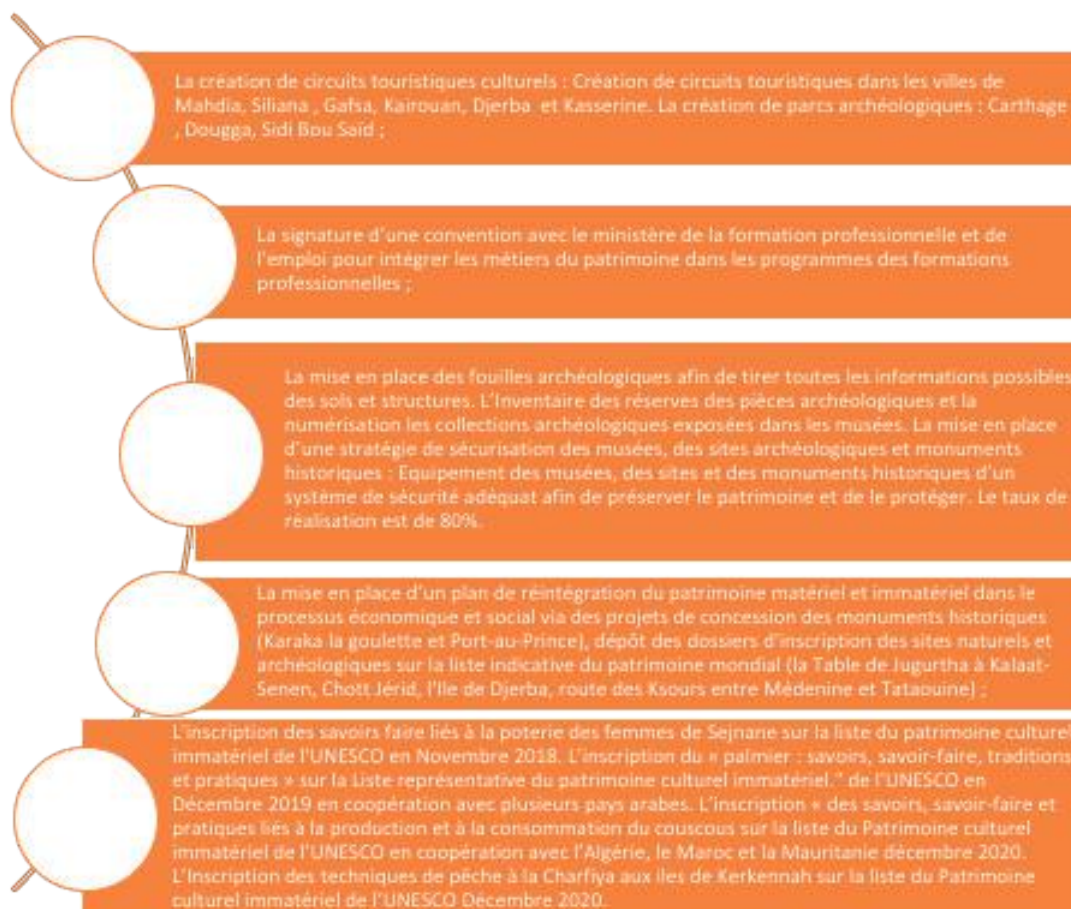 La création de circuits touristiques culturels : Création de circuits touristiques dans les villes de
Mahdia, Siliana , Gafsa, Kairouan, Djerba et Kasserine. La création de parcs archéologiques : Carthage
, Dougga, Sidi Bou Saïd ;
La signature d'une convention avec le ministère de la formation professionnelle et de
l'emploi pour intégrer les métiers du patrimoine dans les programmes des formations
professionnelles ;
La mise en place des fouilles archéologiques afin de tirer toutes les informations possibles
des sols et structures. L'Inventaire des réserves des pièces archéologiques et la
numérisation les collections archéologiques exposées dans les musées. La mise en place
d'une stratégie de sécurisation des musées, des sites archéologiques et monuments
historiques : Equipement des musées, des sites et des monuments historiques d'un
système de sécurité adéquat afin de préserver le patrimoine et de le protéger. Le taux de
réalisation est de 80%.
La mise en place d'un plan de réintégration du patrimoine matériel et immatériel dans le
processus économique et social via des projets de concession des monuments historiques
(Karaka la goulette et Port-au-Prince), dépôt des dossiers d'inscription des sites naturels et
archéologiques sur la liste indicative du patrimoine mondial (la Table de Jugurtha à Kalaat-
Senen, Chott Jérid, l'Ile de Djerba, route des Ksours entre Médenine et Tataouine) ;
L'inscription des savoirs faire liés à la poterie des femmes de Sejnane sur la liste du patrimoine culturel
immatériel de l'UNESCO en Novembre 2018. L'inscription du « palmier : savoirs, savoir-faire, traditions
et pratiques » sur la Liste représentative du patrimoine culturel immatériel." de l'UNESCO en
Décembre 2019 en coopération avec plusieurs pays arabes. L'inscription « des savoirs, savoir-faire et
pratiques liés à la production et à la consommation du couscous sur la liste du Patrimoine culturel
immatériel de l'UNESCO en coopération avec l'Algérie, le Maroc et la Mauritanie décembre 2020.
L'Inscription des techniques de pêche à la Charfiya aux iles de Kerkennah sur la liste du Patrimoine
culturel immatériel de l'UNESCO Décembre 2020.